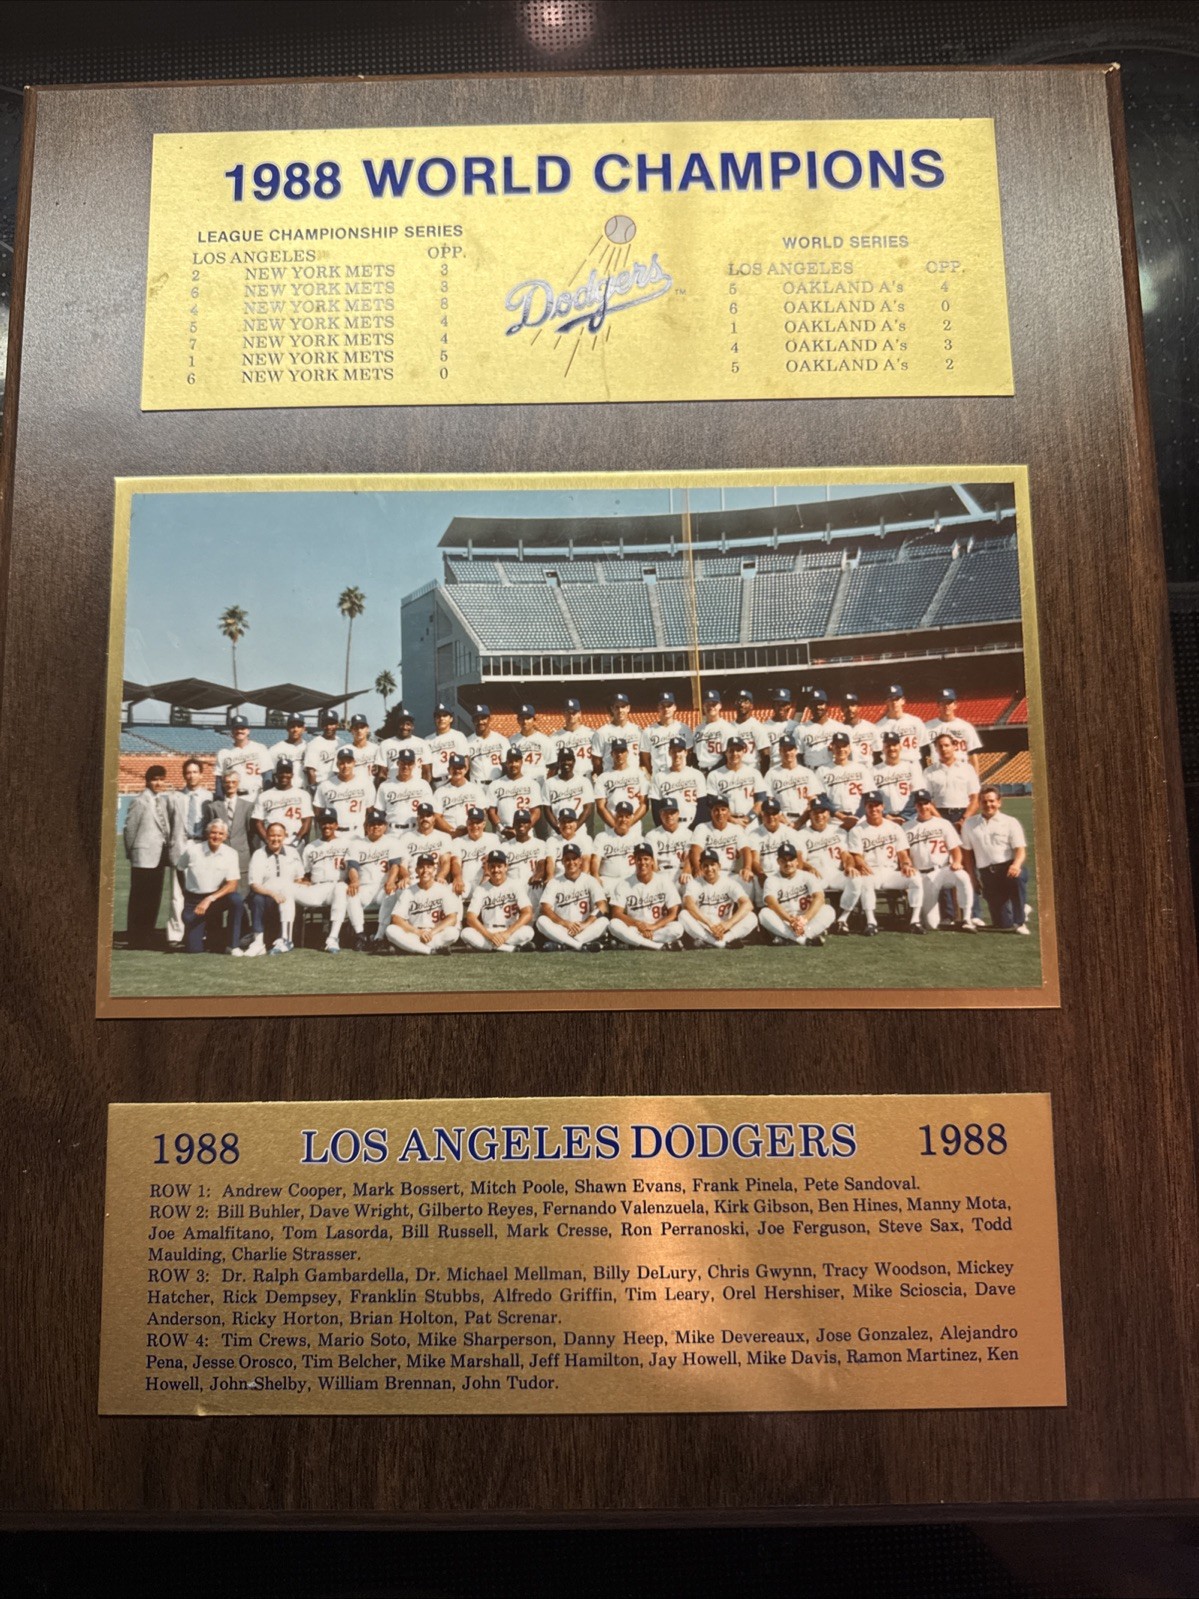 1988 WORLD CHAMPIONS
LEAGUE CHAMPIONSHIP SERIES
LOS ANGELES OPP.
2 NEW YORK METS 3
6 NEW YORK METS 3
4 NEW YORK METS 8
5 NEW YORK METS 4
7 NEW YORK METS 4
1 NEW YORK METS 5
6 NEW YORK METS 0
Dodgers TM
WORLD SERIES
LOS ANGELES OPP.
5 OAKLAND A's 4
6 OAKLAND A's 0
1 OAKLAND A's 2
4 OAKLAND A's 3
5 OAKLAND A's 2
1988 LOS ANGELES DODGERS 1988
ROW 1: Andrew Cooper, Mark Bossert, Mitch Poole, Shawn Evans, Frank Pinela, Pete Sandoval.
ROW 2: Bill Buhler, Dave Wright, Gilberto Reyes, Fernando Valenzuela, Kirk Gibson, Ben Hines, Manny Mota,
Joe Amalfitano, Tom Lasorda, Bill Russell, Mark Cresse, Ron Perranoski, Joe Ferguson, Steve Sax, Todd
Maulding, Charlie Strasser.
ROW 3: Dr. Ralph Gambardella, Dr. Michael Mellman, Billy DeLury, Chris Gwynn, Tracy Woodson, Mickey
Hatcher, Rick Dempsey, Franklin Stubbs, Alfredo Griffin, Tim Leary, Orel Hershiser, Mike Scioscia, Dave
Anderson, Ricky Horton, Brian Holton, Pat Screnar.
ROW 4: Tim Crews, Mario Soto, Mike Sharperson, Danny Heep, Mike Devereaux, Jose Gonzalez, Alejandro
Pena, Jesse Orosco, Tim Belcher, Mike Marshall, Jeff Hamilton, Jay Howell, Mike Davis, Ramon Martinez, Ken
Howell, John Shelby, William Brennan, John Tudor.